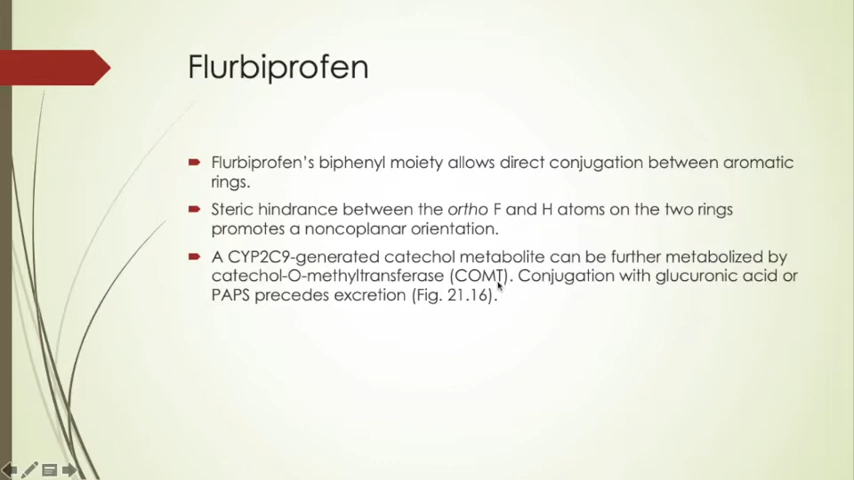 Flurbiprofen
Flurbiprofen's biphenyl moiety allows direct conjugation between aromatic
rings.
Steric hindrance between the ortho F and H atoms on the two rings
promotes a noncoplanar orientation.
A CYP2C9-generated catechol metabolite can be further metabolized by
catechol-O-methyltransferase (COMT). Conjugation with glucuronic acid or
PAPS precedes excretion (Fig. 21.16).